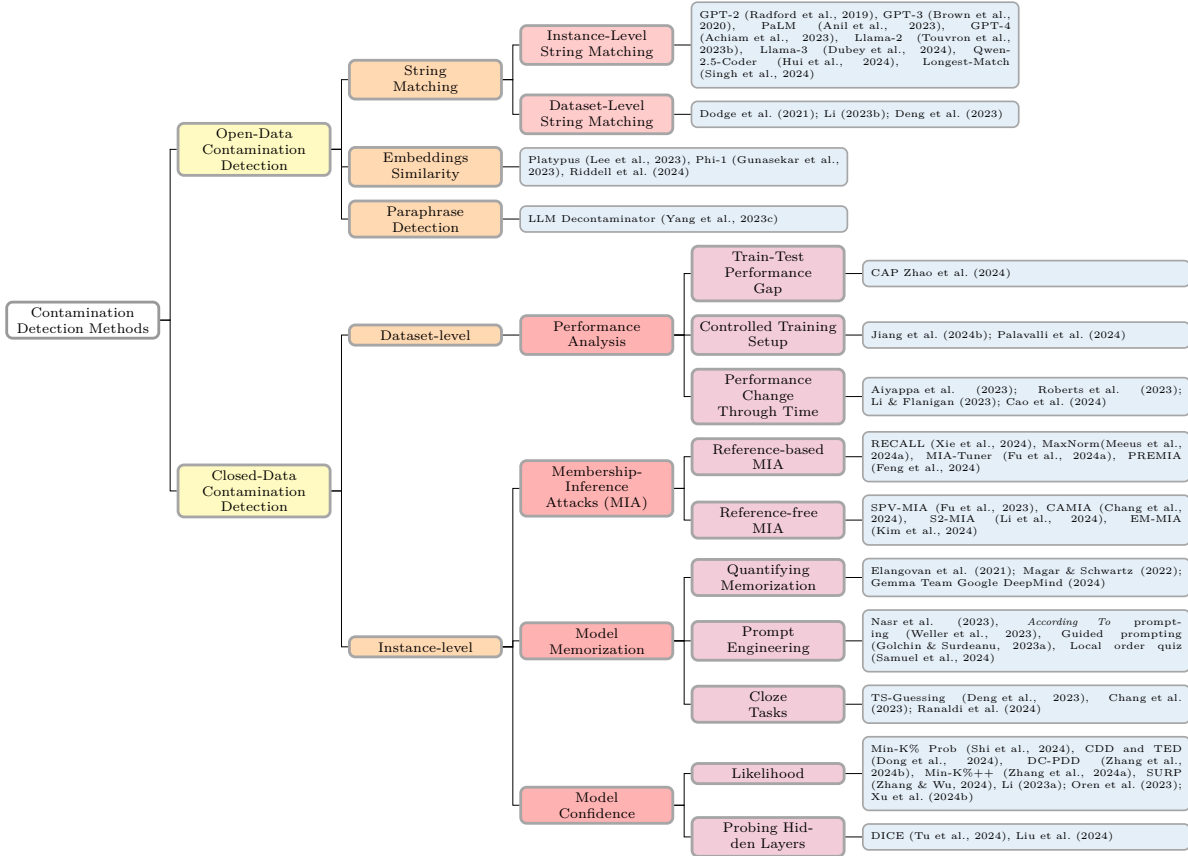 Contamination
Detection Methods
Open-Data
Contamination
Detection
String
Matching
Instance-Level
String Matching
GPT-2 (Radford et al., 2019), GPT-3 (Brown et al.,
2020), PaLM (Anil et al., 2023), GPT-4
(Achiam et al., 2023), Llama-2 (Touvron et al.,
2023b), Llama-3 (Dubey et al., 2024), Qwen-
2.5-Coder (Hui et al., 2024), Longest-Match
(Singh et al., 2024)
Dataset-Level
String Matching
Dodge et al. (2021); Li (2023b); Deng et al. (2023)
Embeddings
Similarity
Platypus (Lee et al., 2023), Phi-1 (Gunasekar et al.,
2023), Riddell et al. (2024)
Paraphrase
Detection
LLM Decontaminator (Yang et al., 2023c)
Closed-Data
Contamination
Detection
Dataset-level
Performance
Analysis
Train-Test
Performance
Gap
CAP Zhao et al. (2024)
Controlled Training
Setup
Jiang et al. (2024b); Palavalli et al. (2024)
Performance
Change
Through Time
Aiyappa et al. (2023); Roberts et al. (2023);
Li & Flanigan (2023); Cao et al. (2024)
Instance-level
Membership-
Inference
Attacks (MIA)
Reference-based
MIA
RECALL (Xie et al., 2024), MaxNorm(Meeus et al.,
2024a), MIA-Tuner (Fu et al., 2024a), PREMIA
(Feng et al., 2024)
Reference-free
MIA
SPV-MIA (Fu et al., 2023), CAMIA (Chang et al.,
2024), S2-MIA (Li et al., 2024), EM-MIA
(Kim et al., 2024)
Model
Memorization
Quantifying
Memorization
Elangovan et al. (2021); Magar & Schwartz (2022);
Gemma Team Google DeepMind (2024)
Prompt
Engineering
Nasr et al. (2023), According To prompt-
ing (Weller et al., 2023), Guided prompting
(Golchin & Surdeanu, 2023a), Local order quiz
(Samuel et al., 2024)
Cloze
Tasks
TS-Guessing (Deng et al., 2023), Chang et al.
(2023); Ranaldi et al. (2024)
Model
Confidence
Likelihood
Min-K% Prob (Shi et al., 2024), CDD and TED
(Dong et al., 2024), DC-PDD (Zhang et al.,
2024b), Min-K%++ (Zhang et al., 2024a), SURP
(Zhang & Wu, 2024), Li (2023a); Oren et al. (2023);
Xu et al. (2024b)
Probing Hid-
den Layers
DICE (Tu et al., 2024), Liu et al. (2024)